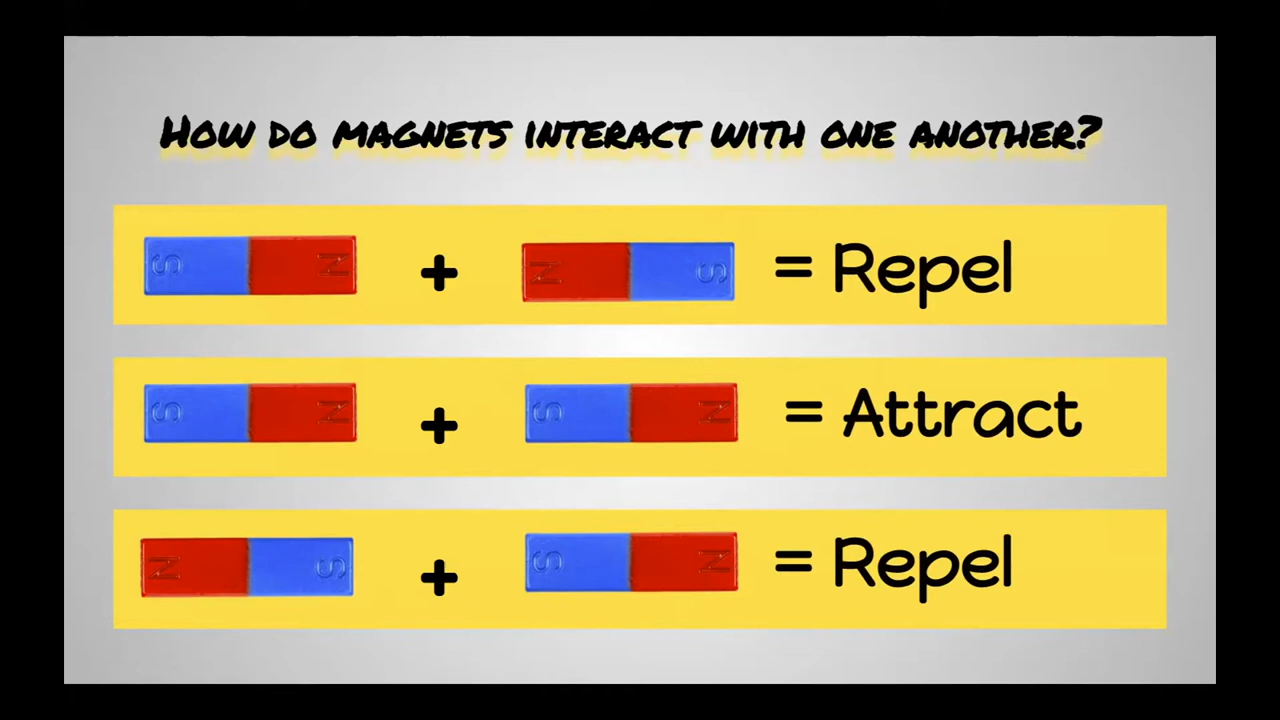 How do magnets interact with one another?
S N + N S = Repel
S N + S N = Attract
N S + S N = Repel